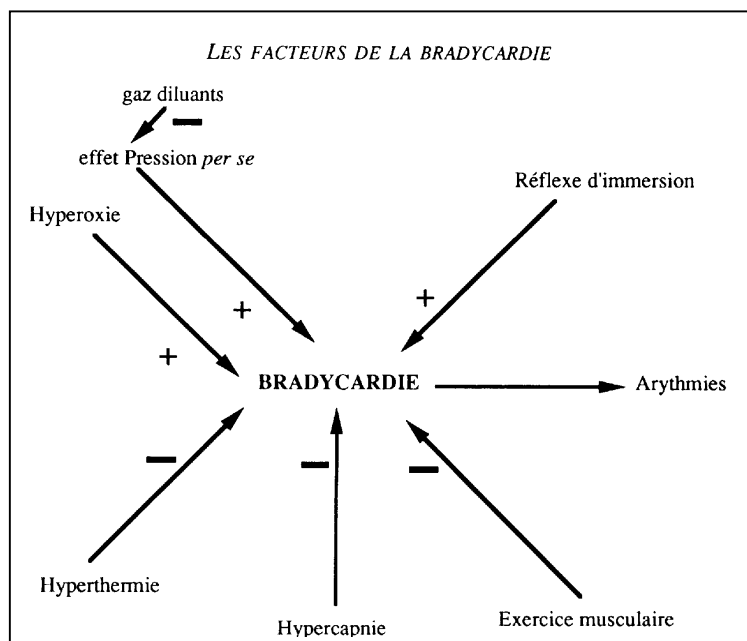 LES FACTEURS DE LA BRADYCARDIE
gaz diluants
−
effet Pression per se
Réflexe d'immersion
Hyperoxie
+
+
+
BRADYCARDIE
Arythmies
−
−
−
Hyperthermie
Hypercapnie
Exercice musculaire